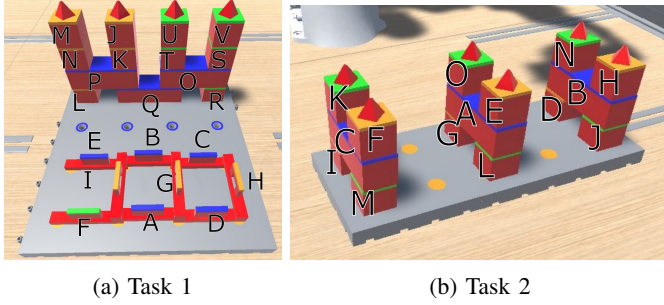 M J U V
N K T S
P O
L Q R
E B C
I G H
F A D
K O N H
C F A E B
I G D J
M L
(a) Task 1
(b) Task 2